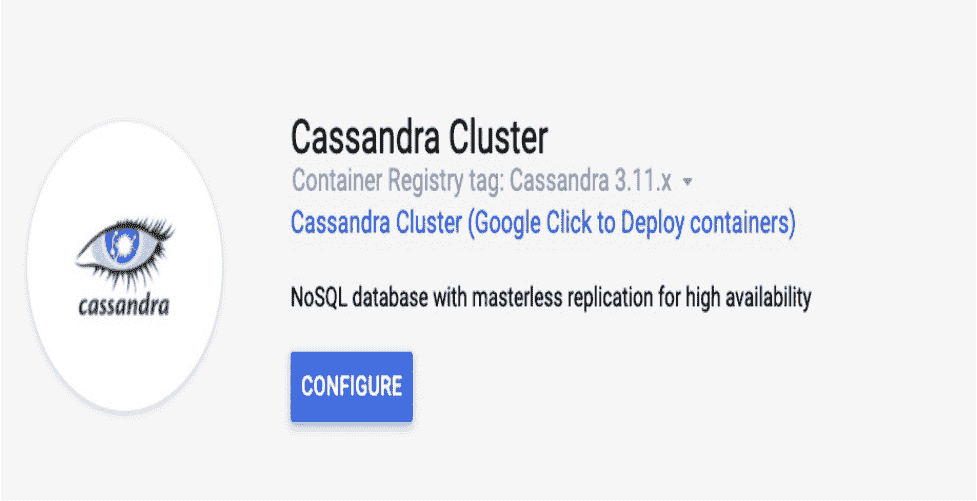 Cassandra Cluster
Container Registry tag: Cassandra 3.11.x
Cassandra Cluster (Google Click to Deploy containers)
cassandra
NoSQL database with masterless replication for high availability
CONFIGURE